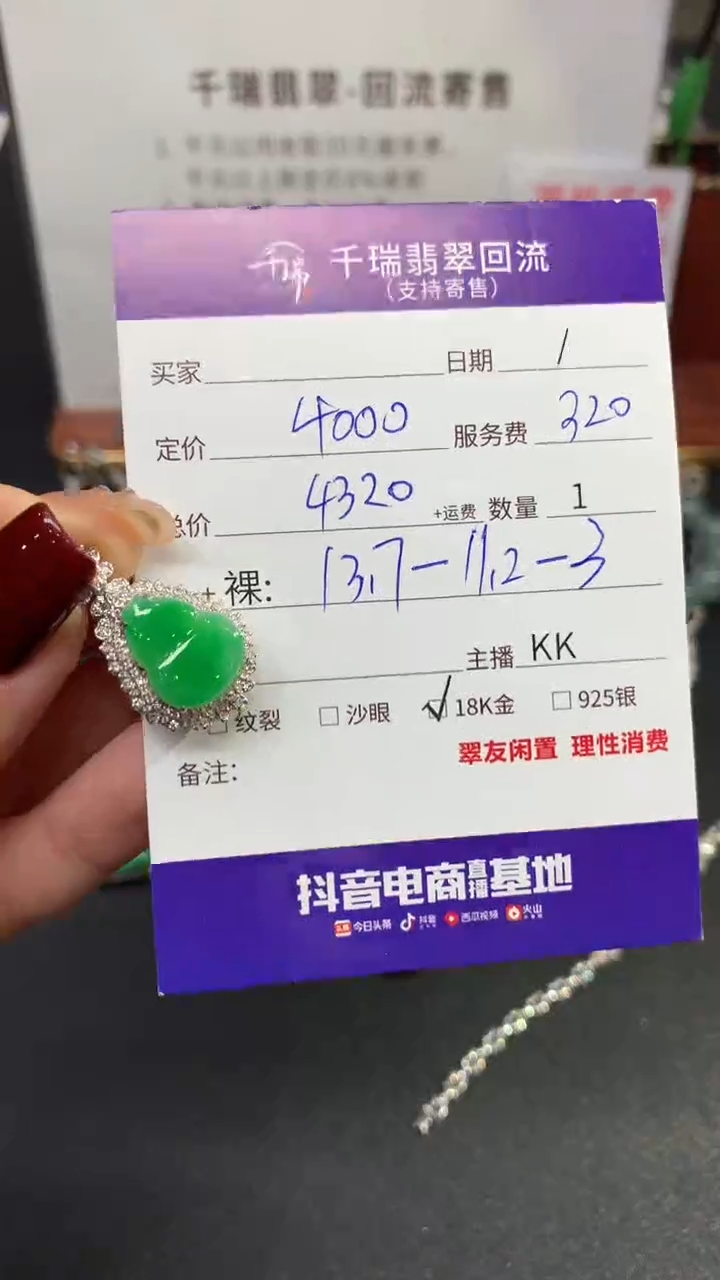 千瑞翡翠-回流寄售
千瑞 千瑞翡翠回流
(支持寄售)
买家 日期 /
定价 4000 服务费 320
总价 4320 +运费 数量 1
+ 裸: 13.7-11.2-3
主播 KK
纹裂 沙眼 ✓ 18K金 925银
翠友闲置 理性消费
备注:
抖音电商直播基地
今日头条 抖音 西瓜视频 火山